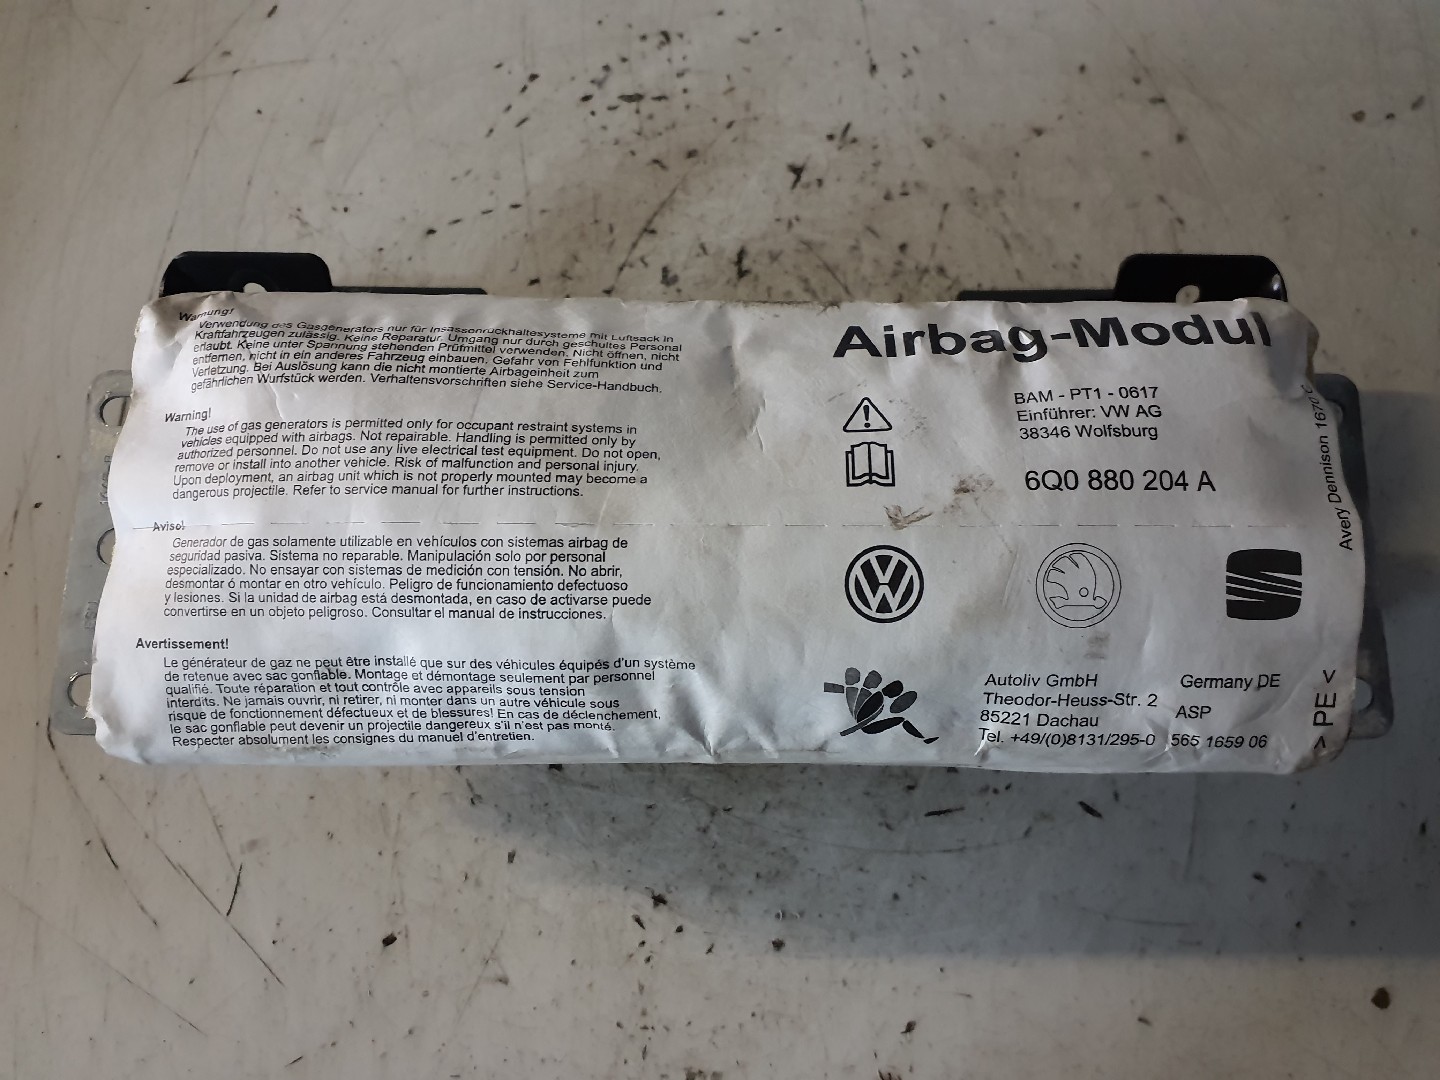 Warnung!
Verwendung des Gasgenerators nur für Insassenrückhaltesysteme mit Luftsack in
Kraftfahrzeugen zulässig. Keine Reparatur. Umgang nur durch geschultes Personal
erlaubt. Keine unter Spannung stehenden Prüfmittel verwenden. Nicht öffnen, nicht
entfernen, nicht in ein anderes Fahrzeug einbauen. Gefahr von Fehlfunktion und
Verletzung. Bei Auslösung kann die nicht montierte Airbageinheit zum
gefährlichen Wurfstück werden. Verhaltensvorschriften siehe Service-Handbuch.
Warning!
The use of gas generators is permitted only for occupant restraint systems in
vehicles equipped with airbags. Not repairable. Handling is permitted only by
authorized personnel. Do not use any live electrical test equipment. Do not open,
remove or install into another vehicle. Risk of malfunction and personal injury.
Upon deployment, an airbag unit which is not properly mounted may become a
dangerous projectile. Refer to service manual for further instructions.
Aviso!
Generador de gas solamente utilizable en vehículos con sistemas airbag de
seguridad pasiva. Sistema no reparable. Manipulación solo por personal
especializado. No ensayar con sistemas de medición con tensión. No abrir,
desmontar ó montar en otro vehículo. Peligro de funcionamiento defectuoso
y lesiones. Si la unidad de airbag está desmontada, en caso de activarse puede
convertirse en un objeto peligroso. Consultar el manual de instrucciones.
Avertissement!
Le générateur de gaz ne peut être installé que sur des véhicules équipés d'un système
de retenue avec sac gonflable. Montage et démontage seulement par personnel
qualifié. Toute réparation et tout contrôle avec appareils sous tension
interdits. Ne jamais ouvrir, ni retirer, ni monter dans un autre véhicule sous
risque de fonctionnement défectueux et de blessures! En cas de déclenchement,
le sac gonflable peut devenir un projectile dangereux s'il n'est pas monté.
Respecter absolument les consignes du manuel d'entretien.
Airbag-Modul
BAM - PT1 - 0617
Einführer: VW AG
38346 Wolfsburg
6Q0 880 204 A
Autoliv GmbH
Theodor-Heuss-Str. 2
85221 Dachau
Tel. +49/(0)8131/295-0
Germany DE
ASP
565 1659 06
Avery Dennison 1670 C
> PE <